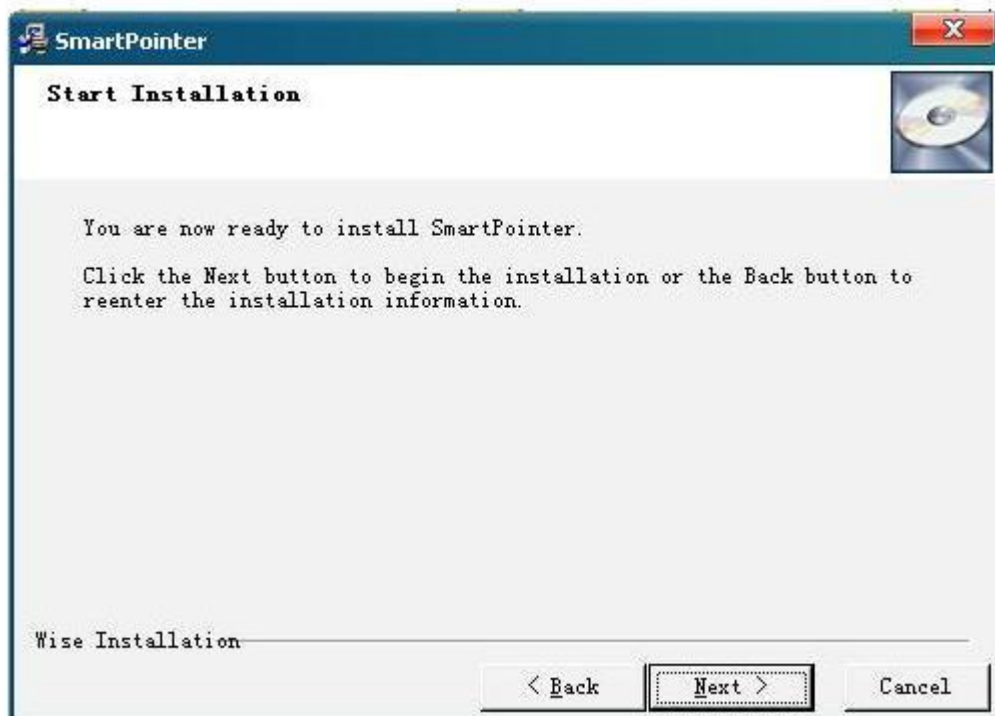 SmartPointer
Start Installation
You are now ready to install SmartPointer.
Click the Next button to begin the installation or the Back button to
reenter the installation information.
Wise Installation
< Back
Next >
Cancel